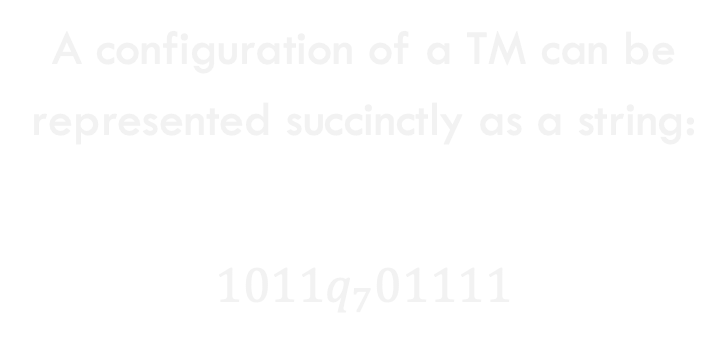 A configuration of a TM can be
represented succinctly as a string:
1011𝑞₇01111